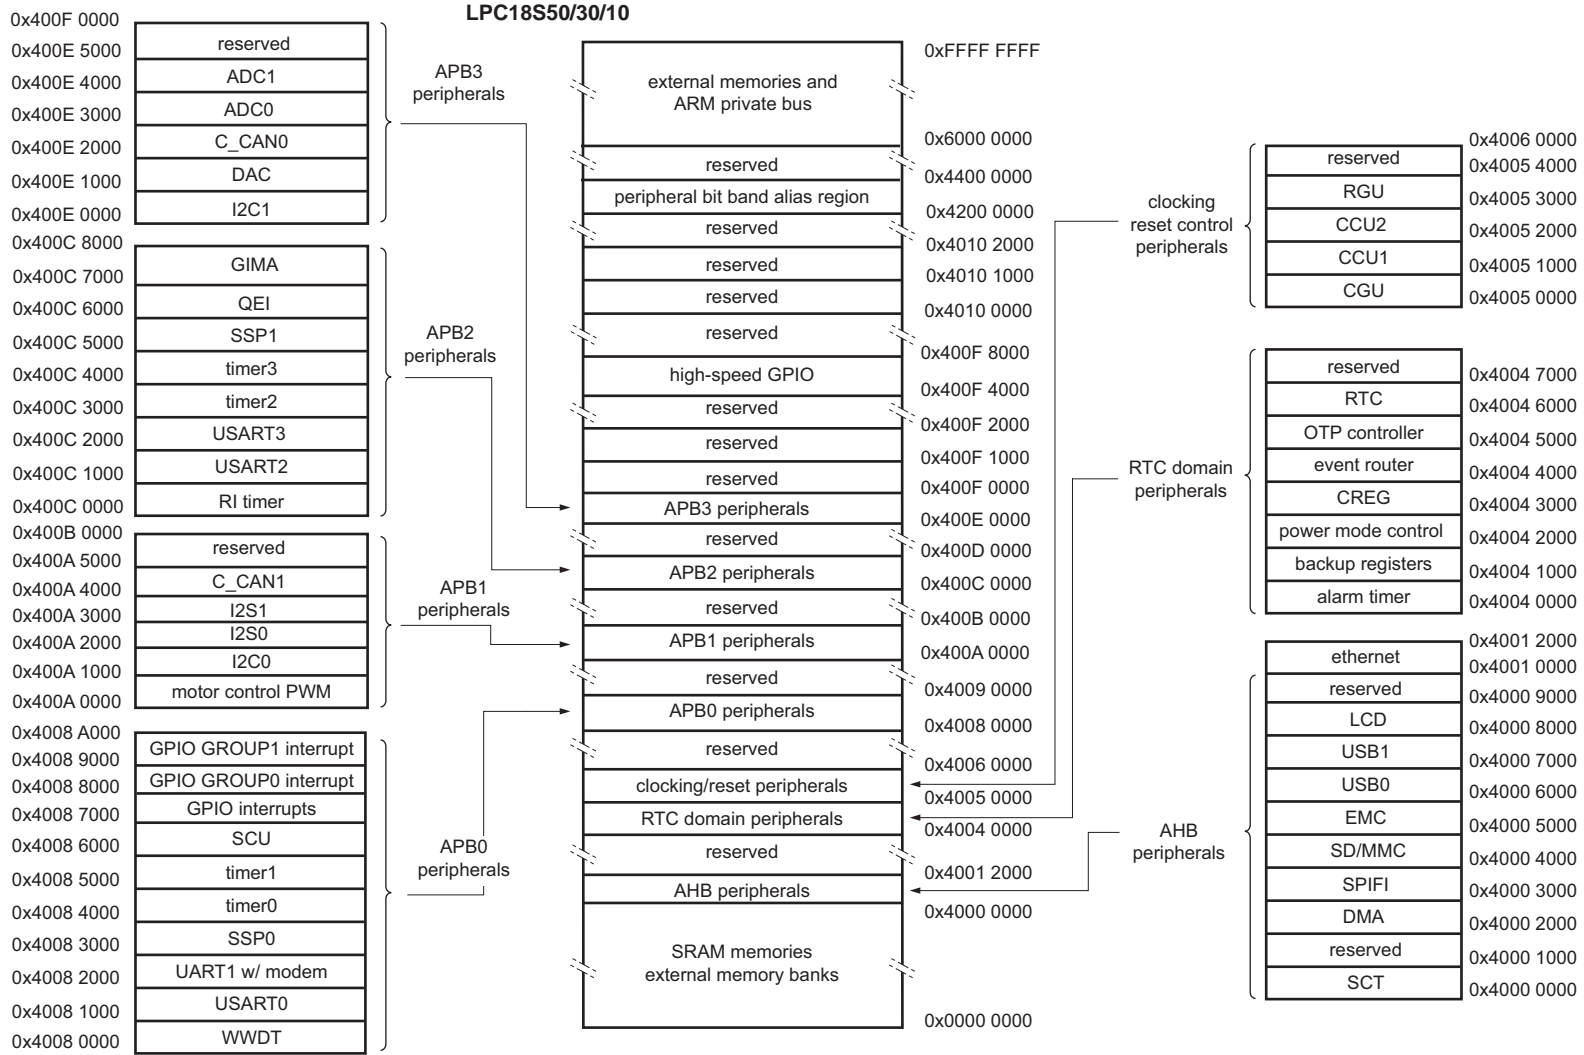 LPC18S50/30/10
0x400F 0000
reserved
0x400E 5000
ADC1
0x400E 4000
ADC0
0x400E 3000
C_CAN0
0x400E 2000
DAC
0x400E 1000
I2C1
0x400E 0000
APB3
peripherals
0x400C 8000
GIMA
0x400C 7000
QEI
0x400C 6000
SSP1
0x400C 5000
timer3
0x400C 4000
timer2
0x400C 3000
USART3
0x400C 2000
USART2
0x400C 1000
RI timer
0x400C 0000
APB2
peripherals
0x400B 0000
reserved
0x400A 5000
C_CAN1
0x400A 4000
I2S1
0x400A 3000
I2S0
0x400A 2000
I2C0
0x400A 1000
motor control PWM
0x400A 0000
APB1
peripherals
0x4008 A000
GPIO GROUP1 interrupt
0x4008 9000
GPIO GROUP0 interrupt
0x4008 8000
GPIO interrupts
0x4008 7000
SCU
0x4008 6000
timer1
0x4008 5000
timer0
0x4008 4000
SSP0
0x4008 3000
UART1 w/ modem
0x4008 2000
USART0
0x4008 1000
WWDT
0x4008 0000
APB0
peripherals
0xFFFF FFFF
external memories and
ARM private bus
0x6000 0000
reserved
0x4400 0000
peripheral bit band alias region
0x4200 0000
reserved
0x4010 2000
reserved
0x4010 1000
reserved
0x4010 0000
reserved
0x400F 8000
high-speed GPIO
0x400F 4000
reserved
0x400F 2000
reserved
0x400F 1000
reserved
0x400F 0000
APB3 peripherals
0x400E 0000
reserved
0x400D 0000
APB2 peripherals
0x400C 0000
reserved
0x400B 0000
APB1 peripherals
0x400A 0000
reserved
0x4009 0000
APB0 peripherals
0x4008 0000
reserved
0x4006 0000
clocking/reset peripherals
0x4005 0000
RTC domain peripherals
0x4004 0000
reserved
0x4001 2000
AHB peripherals
0x4000 0000
SRAM memories
external memory banks
0x0000 0000
clocking
reset control
peripherals
0x4006 0000
reserved
0x4005 4000
RGU
0x4005 3000
CCU2
0x4005 2000
CCU1
0x4005 1000
CGU
0x4005 0000
RTC domain
peripherals
reserved
0x4004 7000
RTC
0x4004 6000
OTP controller
0x4004 5000
event router
0x4004 4000
CREG
0x4004 3000
power mode control
0x4004 2000
backup registers
0x4004 1000
alarm timer
0x4004 0000
AHB
peripherals
0x4001 2000
ethernet
0x4001 0000
reserved
0x4000 9000
LCD
0x4000 8000
USB1
0x4000 7000
USB0
0x4000 6000
EMC
0x4000 5000
SD/MMC
0x4000 4000
SPIFI
0x4000 3000
DMA
0x4000 2000
reserved
0x4000 1000
SCT
0x4000 0000